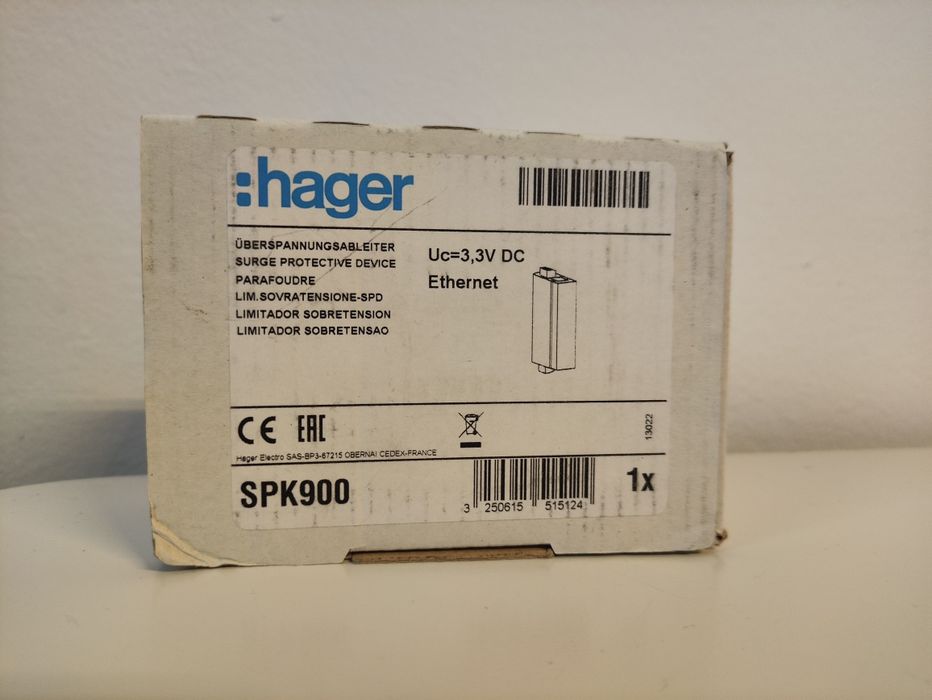 :hager
ÜBERSPANNUNGSABLEITER
SURGE PROTECTIVE DEVICE
PARAFOUDRE
LIM.SOVRATENSIONE-SPD
LIMITADOR SOBRETENSION
LIMITADOR SOBRETENSAO
Uc=3,3V DC
Ethernet
CE EAC
13022
Hager Electro SAS-BP3-67215 OBERNAI CEDEX-FRANCE
SPK900
3 250615 515124
1x